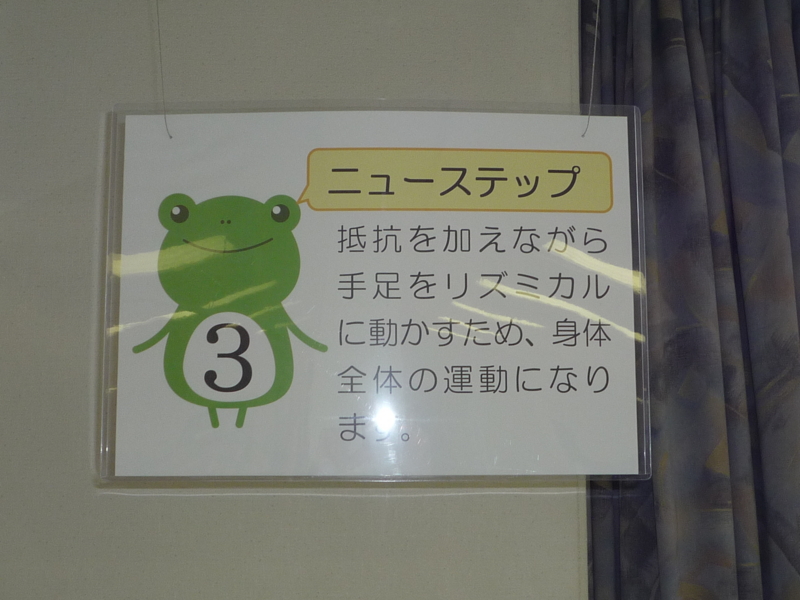 ニューステップ
抵抗を加えながら
手足をリズミカル
に動かすため、身体
全体の運動になり
ます。
3